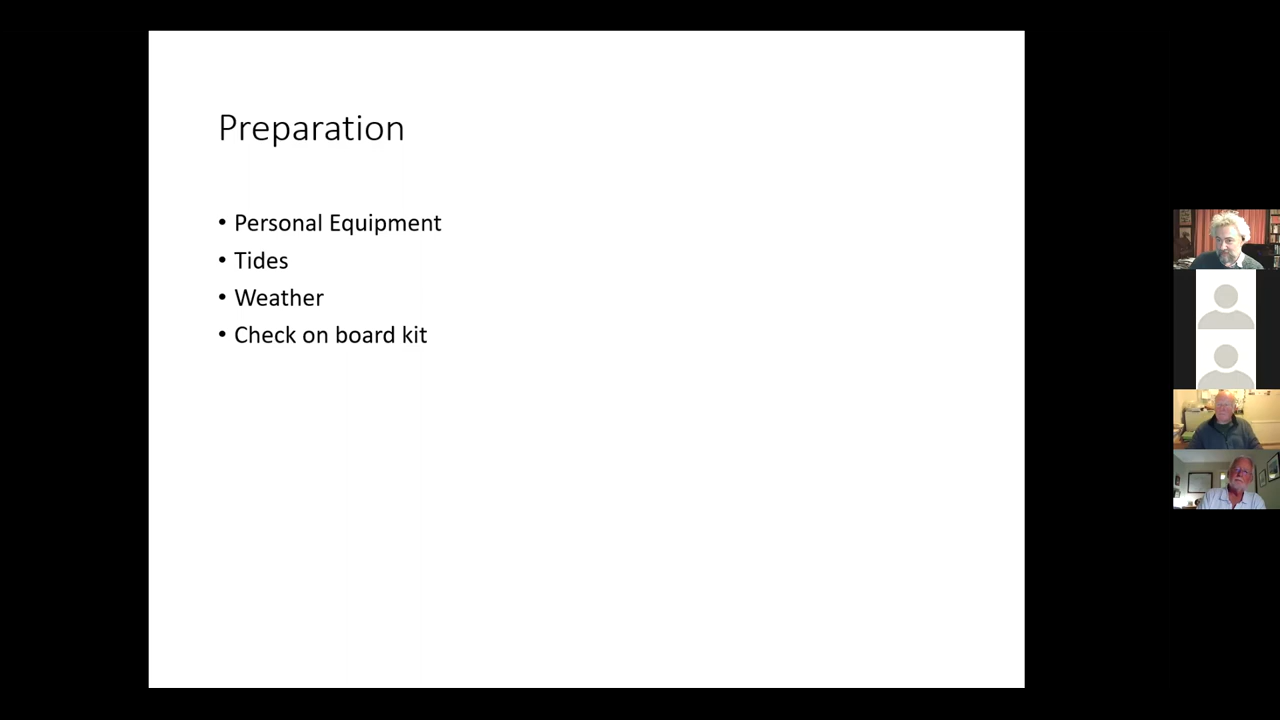 Preparation
• Personal Equipment
• Tides
• Weather
• Check on board kit